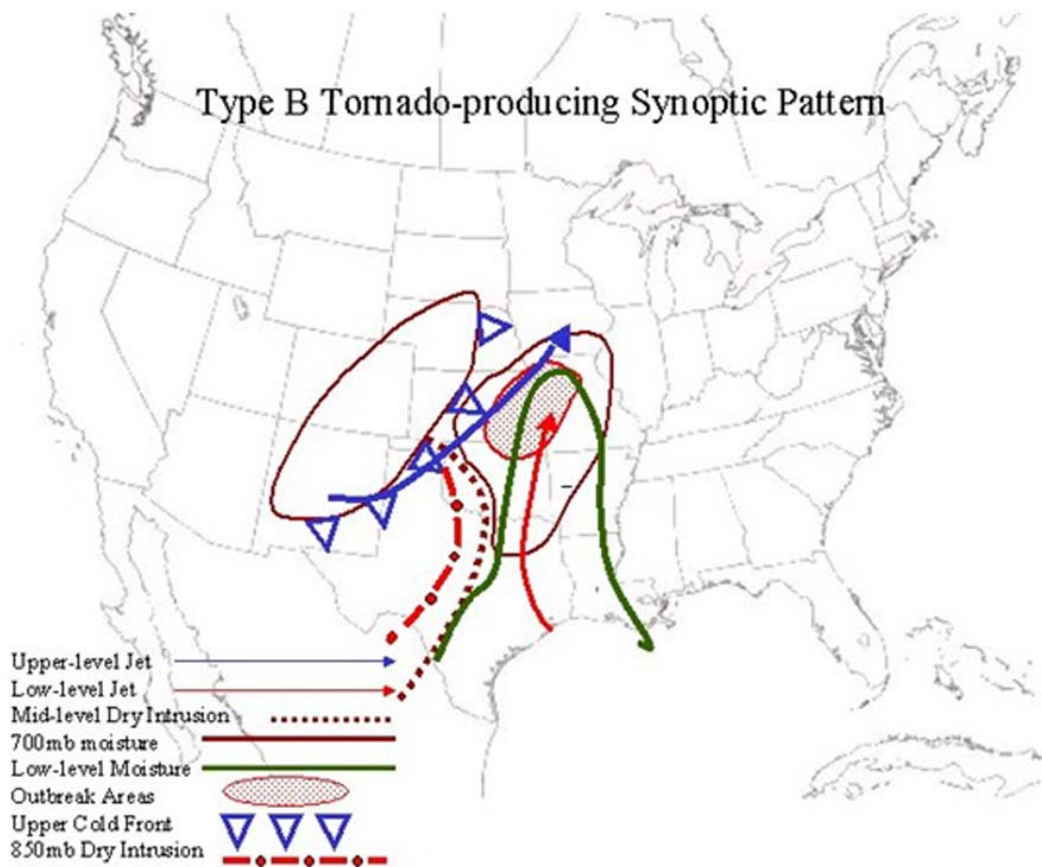 Type B Tornado-producing Synoptic Pattern
Upper-level Jet
Low-level Jet
Mid-level Dry Intrusion
700mb moisture
Low-level Moisture
Outbreak Areas
Upper Cold Front
850mb Dry Intrusion